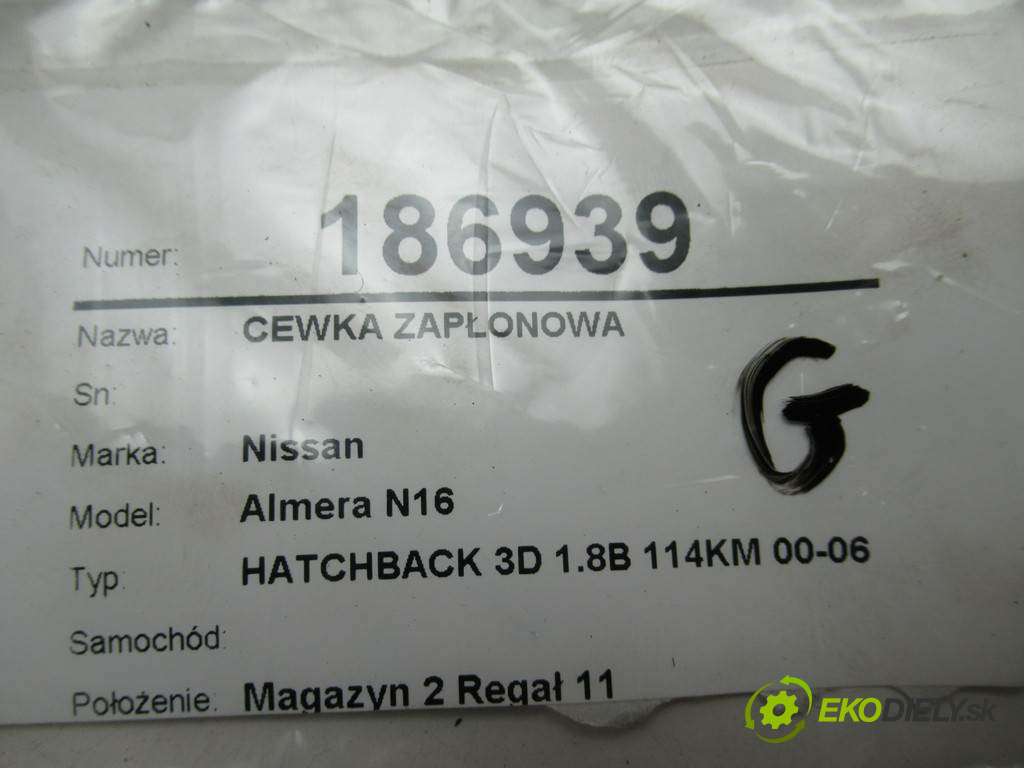 Numer: 186939
Nazwa: CEWKA ZAPŁONOWA
Sn:
G
Marka: Nissan
Model: Almera N16
Typ: HATCHBACK 3D 1.8B 114KM 00-06
Samochód:
Położenie: Magazyn 2 Regał 11
EKODIELY.sk